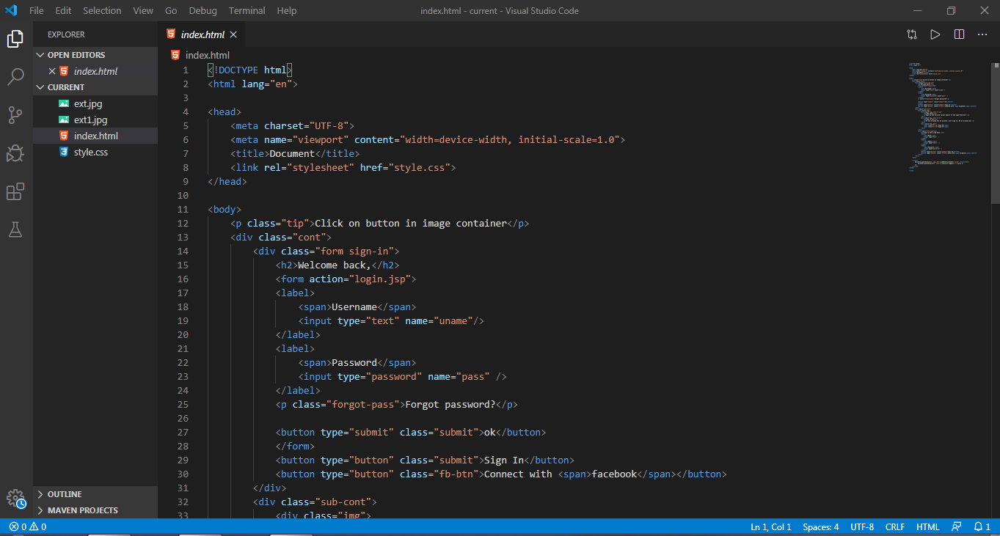 File Edit Selection View Go Debug Terminal Help index.html - current - Visual Studio Code
EXPLORER
OPEN EDITORS
index.html
CURRENT
ext.jpg
ext1.jpg
index.html
style.css
OUTLINE
MAVEN PROJECTS
index.html
index.html
1 <!DOCTYPE html>
2 <html lang="en">
3
4 <head>
5 <meta charset="UTF-8">
6 <meta name="viewport" content="width=device-width, initial-scale=1.0">
7 <title>Document</title>
8 <link rel="stylesheet" href="style.css">
9 </head>
10
11 <body>
12 <p class="tip">Click on button in image container</p>
13 <div class="cont">
14 <div class="form sign-in">
15 <h2>Welcome back,</h2>
16 <form action="login.jsp">
17 <label>
18 <span>Username</span>
19 <input type="text" name="uname"/>
20 </label>
21 <label>
22 <span>Password</span>
23 <input type="password" name="pass" />
24 </label>
25 <p class="forgot-pass">Forgot password?</p>
26
27 <button type="submit" class="submit">ok</button>
28 </form>
29 <button type="button" class="submit">Sign In</button>
30 <button type="button" class="fb-btn">Connect with <span>facebook</span></button>
31 </div>
32 <div class="sub-cont">
33 <div class="img">
0 0 Ln 1, Col 1 Spaces: 4 UTF-8 CRLF HTML 1